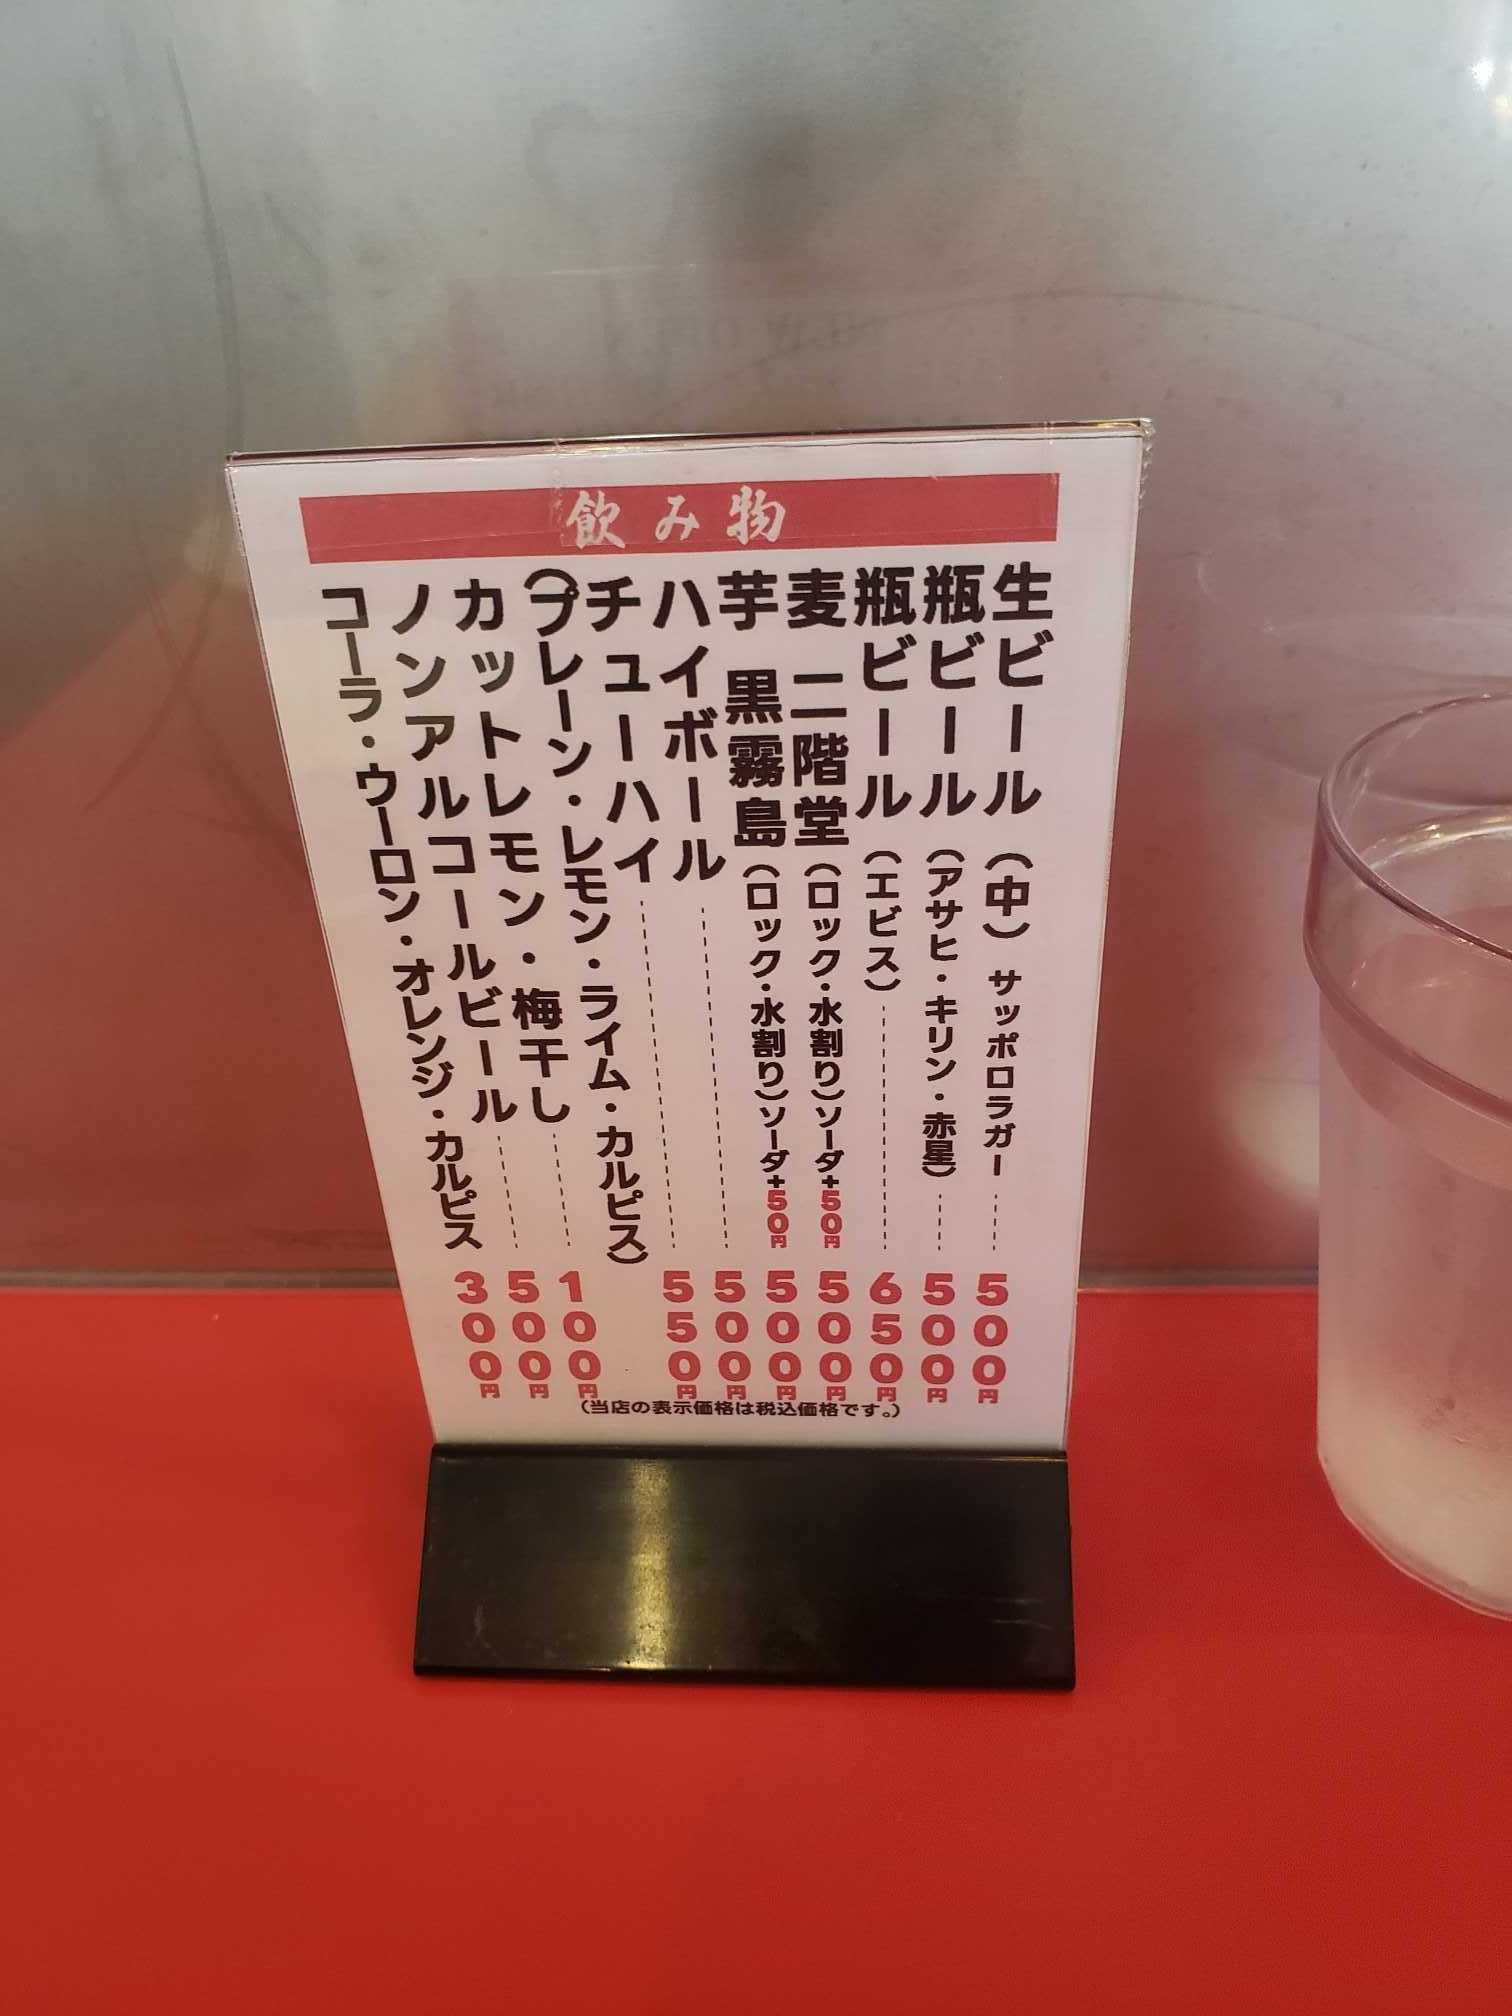 飲み物
生ビール（中）サッポロラガー 500円
瓶ビール（アサヒ・キリン・赤星） 500円
瓶ビール（エビス） 650円
麦 二階堂（ロック・水割り）ソーダ+50円 500円
芋 黒霧島（ロック・水割り）ソーダ+50円 500円
ハイボール 500円
チューハイ 550円
（プレーン・レモン・ライム・カルピス）
カットレモン・梅干し 100円
ノンアルコールビール 500円
コーラ・ウーロン・オレンジ・カルピス 300円
（当店の表示価格は税込価格です。）